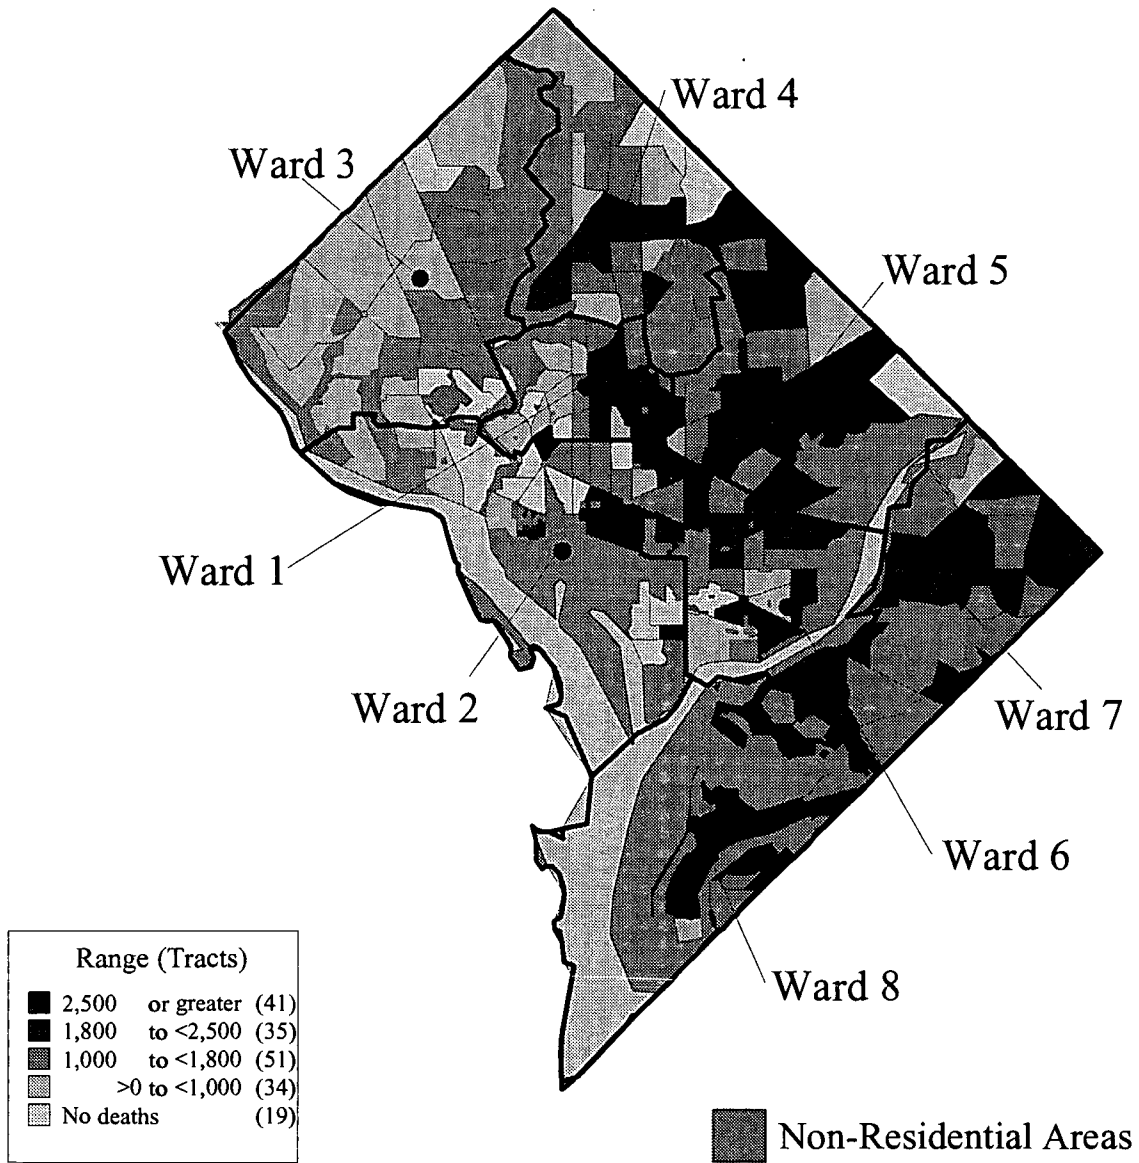 Ward 4
Ward 3
Ward 5
Ward 1
Ward 2
Ward 7
Ward 6
Ward 8
Range (Tracts)
2,500 or greater (41)
1,800 to <2,500 (35)
1,000 to <1,800 (51)
>0 to <1,000 (34)
No deaths (19)
Non-Residential Areas